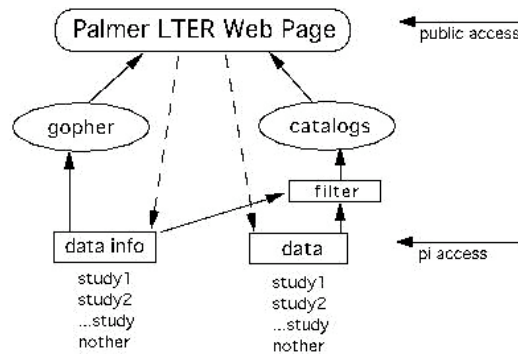 Palmer LTER Web Page
public access
gopher
catalogs
filter
data info
data
pi access
study1
study2
...study
nother
study1
study2
...study
nother